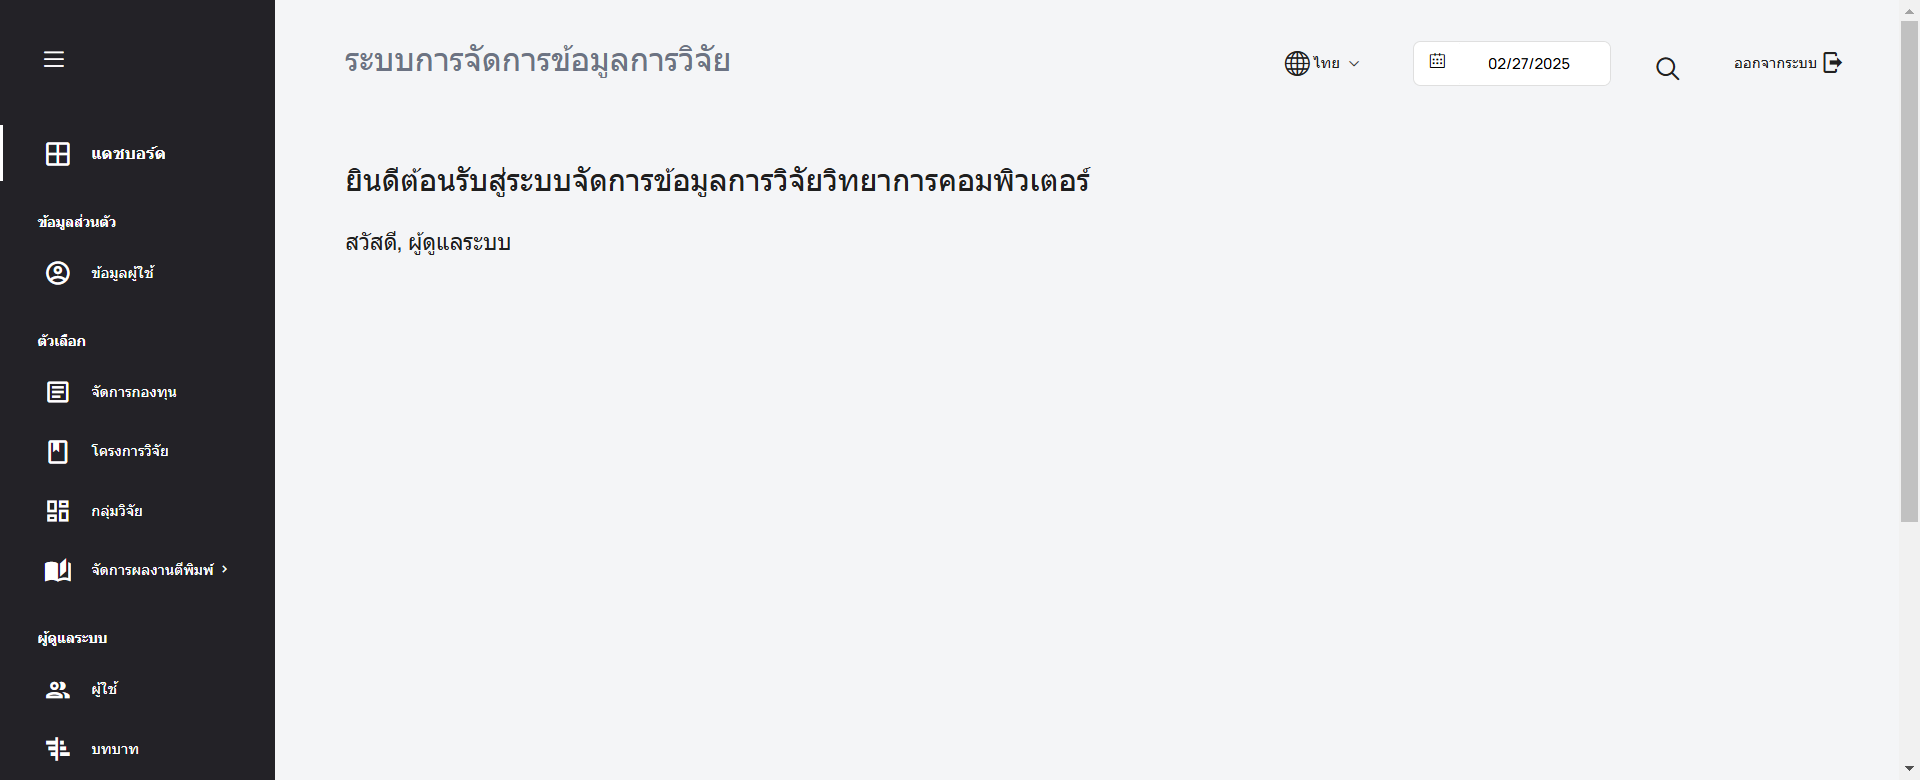 ระบบการจัดการข้อมูลการวิจัย
ไทย
02/27/2025
ออกจากระบบ
แดชบอร์ด
ข้อมูลส่วนตัว
ข้อมูลผู้ใช้
ตัวเลือก
จัดการกองทุน
โครงการวิจัย
กลุ่มวิจัย
จัดการผลงานตีพิมพ์
ผู้ดูแลระบบ
ผู้ใช้
บทบาท
ยินดีต้อนรับสู่ระบบจัดการข้อมูลการวิจัยวิทยาการคอมพิวเตอร์
สวัสดี, ผู้ดูแลระบบ